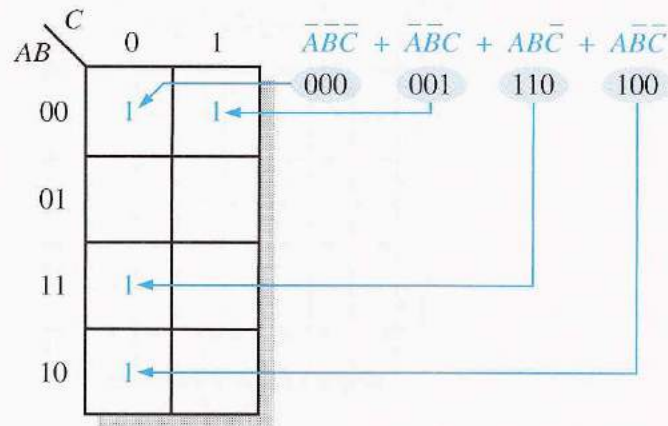 C
AB 0 1 A̅B̅C̅ + A̅B̅C + ABC̅ + AB̅C̅
000 001 110 100
00 1 1
01
11 1
10 1